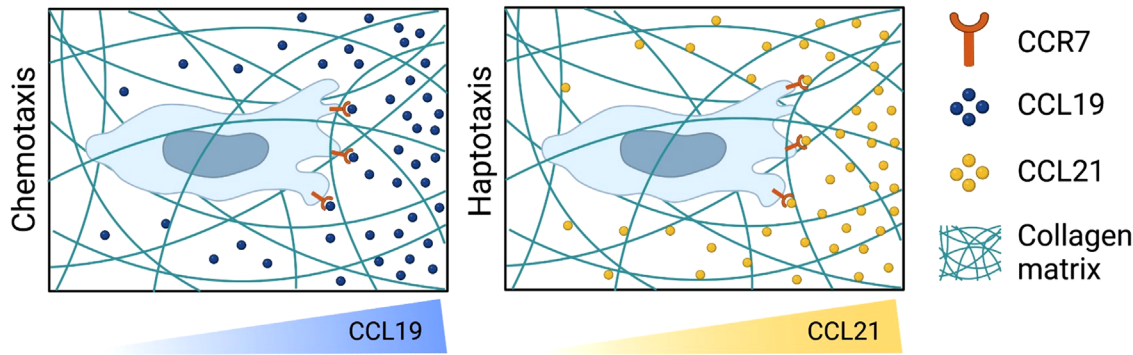 Chemotaxis
CCL19
Haptotaxis
CCL21
CCR7
CCL19
CCL21
Collagen
matrix